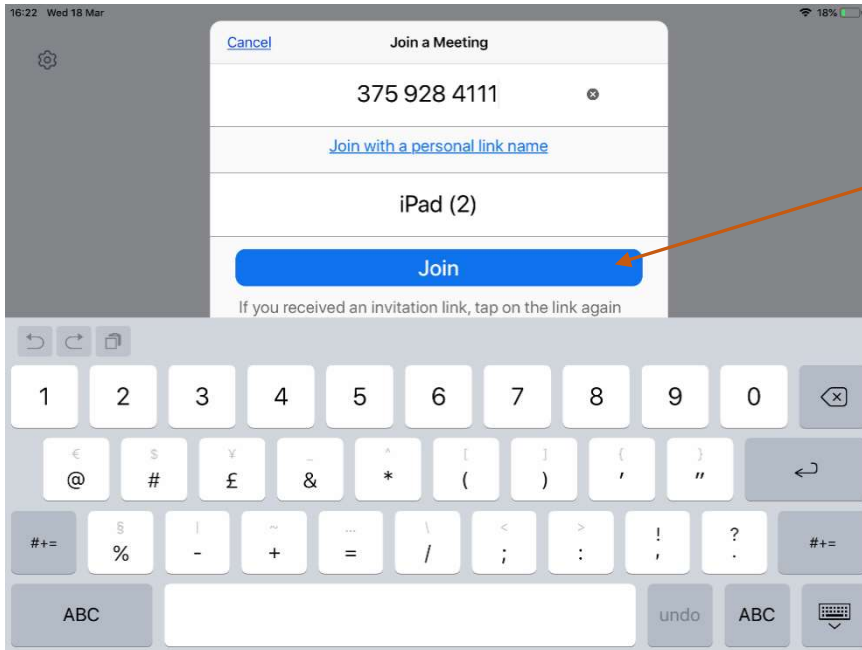 16:22 Wed 18 Mar 18%
Cancel Join a Meeting
375 928 4111
Join with a personal link name
iPad (2)
Join
If you received an invitation link, tap on the link again
1 2 3 4 5 6 7 8 9 0
€ $ ¥ _ ^ [ ] { }
@ # £ & * ( ) ' "
§ | ~ … \ < > ! ?
#+= % - + = / ; : , . #+=
ABC undo ABC